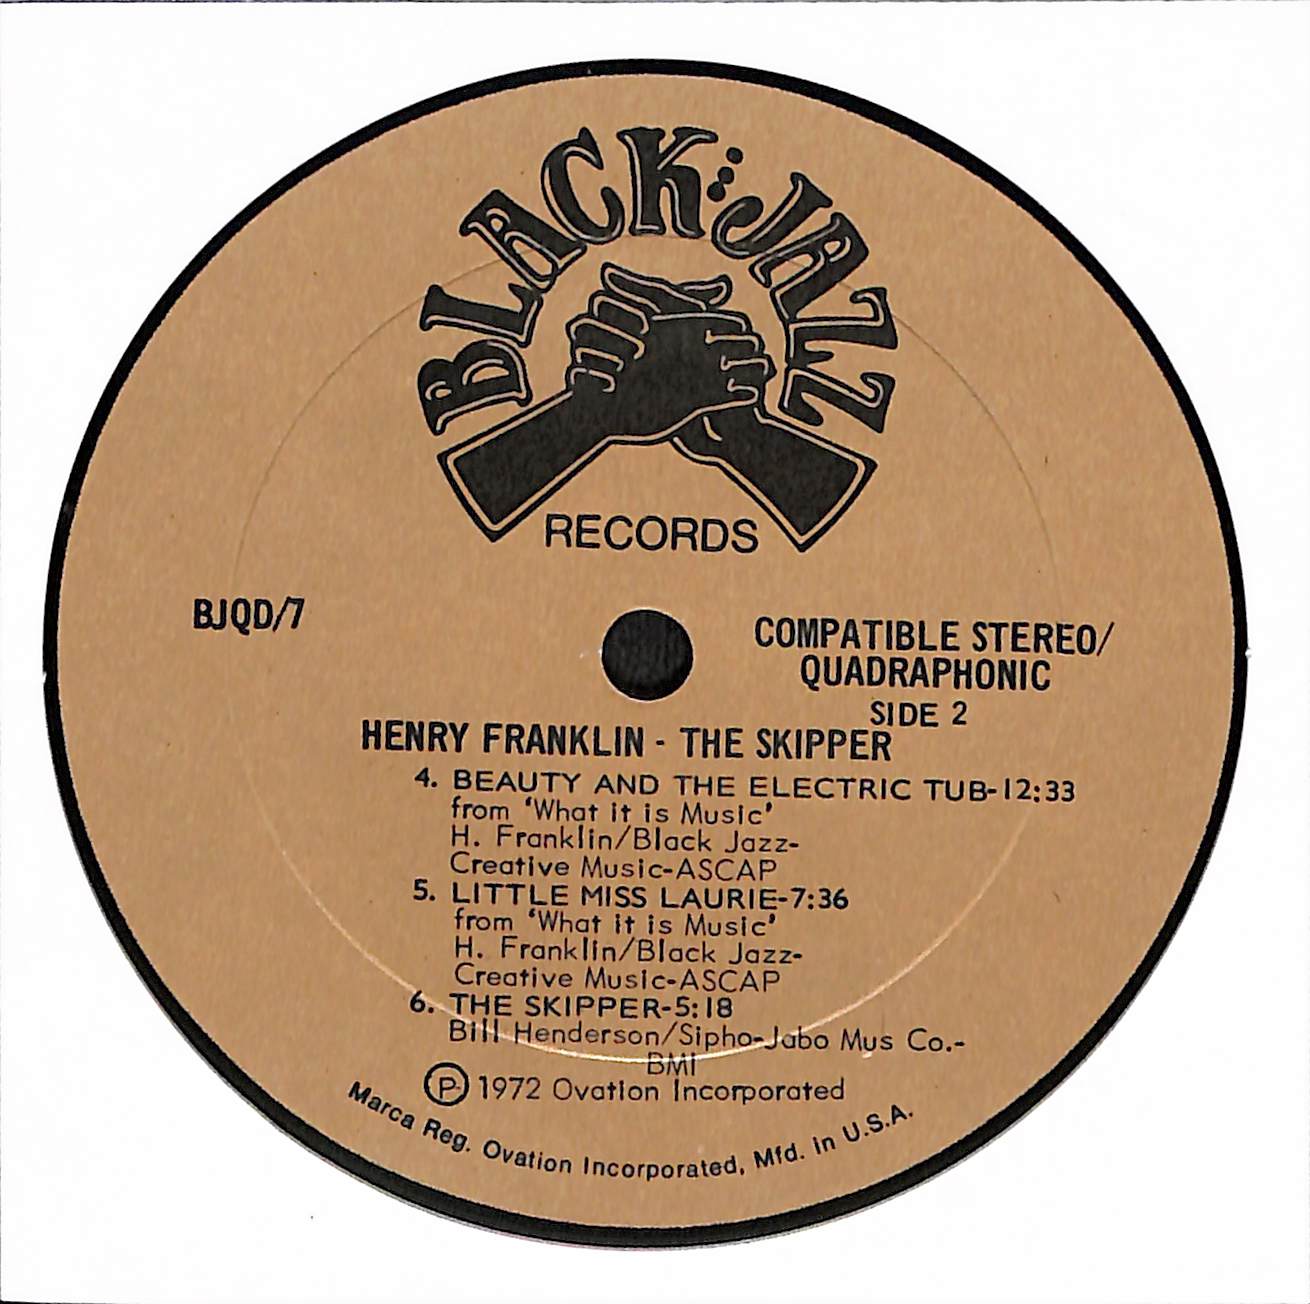 BLACK JAZZ
RECORDS
BJQD/7
COMPATIBLE STEREO/
QUADRAPHONIC
SIDE 2
HENRY FRANKLIN - THE SKIPPER
4. BEAUTY AND THE ELECTRIC TUB-12:33
from 'What it is Music'
H. Franklin/Black Jazz-
Creative Music-ASCAP
5. LITTLE MISS LAURIE-7:36
from 'What it is Music'
H. Franklin/Black Jazz-
Creative Music-ASCAP
6. THE SKIPPER-5:18
Bill Henderson/Sipho-Jabo Mus Co.-
BMI
Ⓟ 1972 Ovation Incorporated
Marca Reg. Ovation Incorporated, Mfd. in U.S.A.